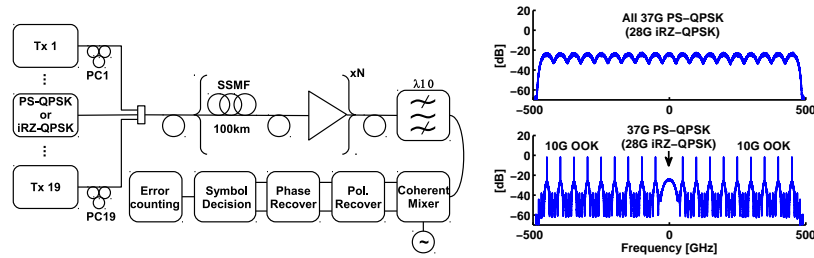 Tx 1
PC1
PS-QPSK
or
iRZ-QPSK
Tx 19
PC19
SSMF
100km
xN
λ10
Error
counting
Symbol
Decision
Phase
Recover
Pol.
Recover
Coherent
Mixer
~
All 37G PS-QPSK
(28G iRZ-QPSK)
[dB]
20
0
-20
-40
-60
-500
0
500
37G PS-QPSK
(28G iRZ-QPSK)
10G OOK
10G OOK
[dB]
20
0
-20
-40
-60
-500
0
500
Frequency [GHz]